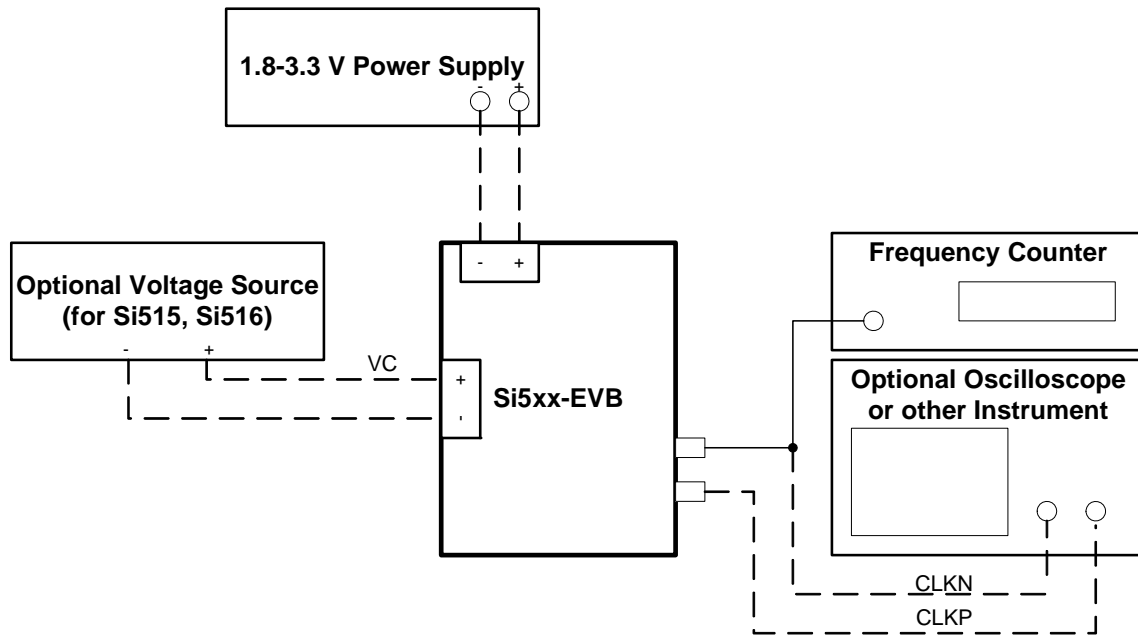 1.8-3.3 V Power Supply
- +
- +
Optional Voltage Source
(for Si515, Si516)
- +
VC
+
-
Si5xx-EVB
Frequency Counter
Optional Oscilloscope
or other Instrument
CLKN
CLKP